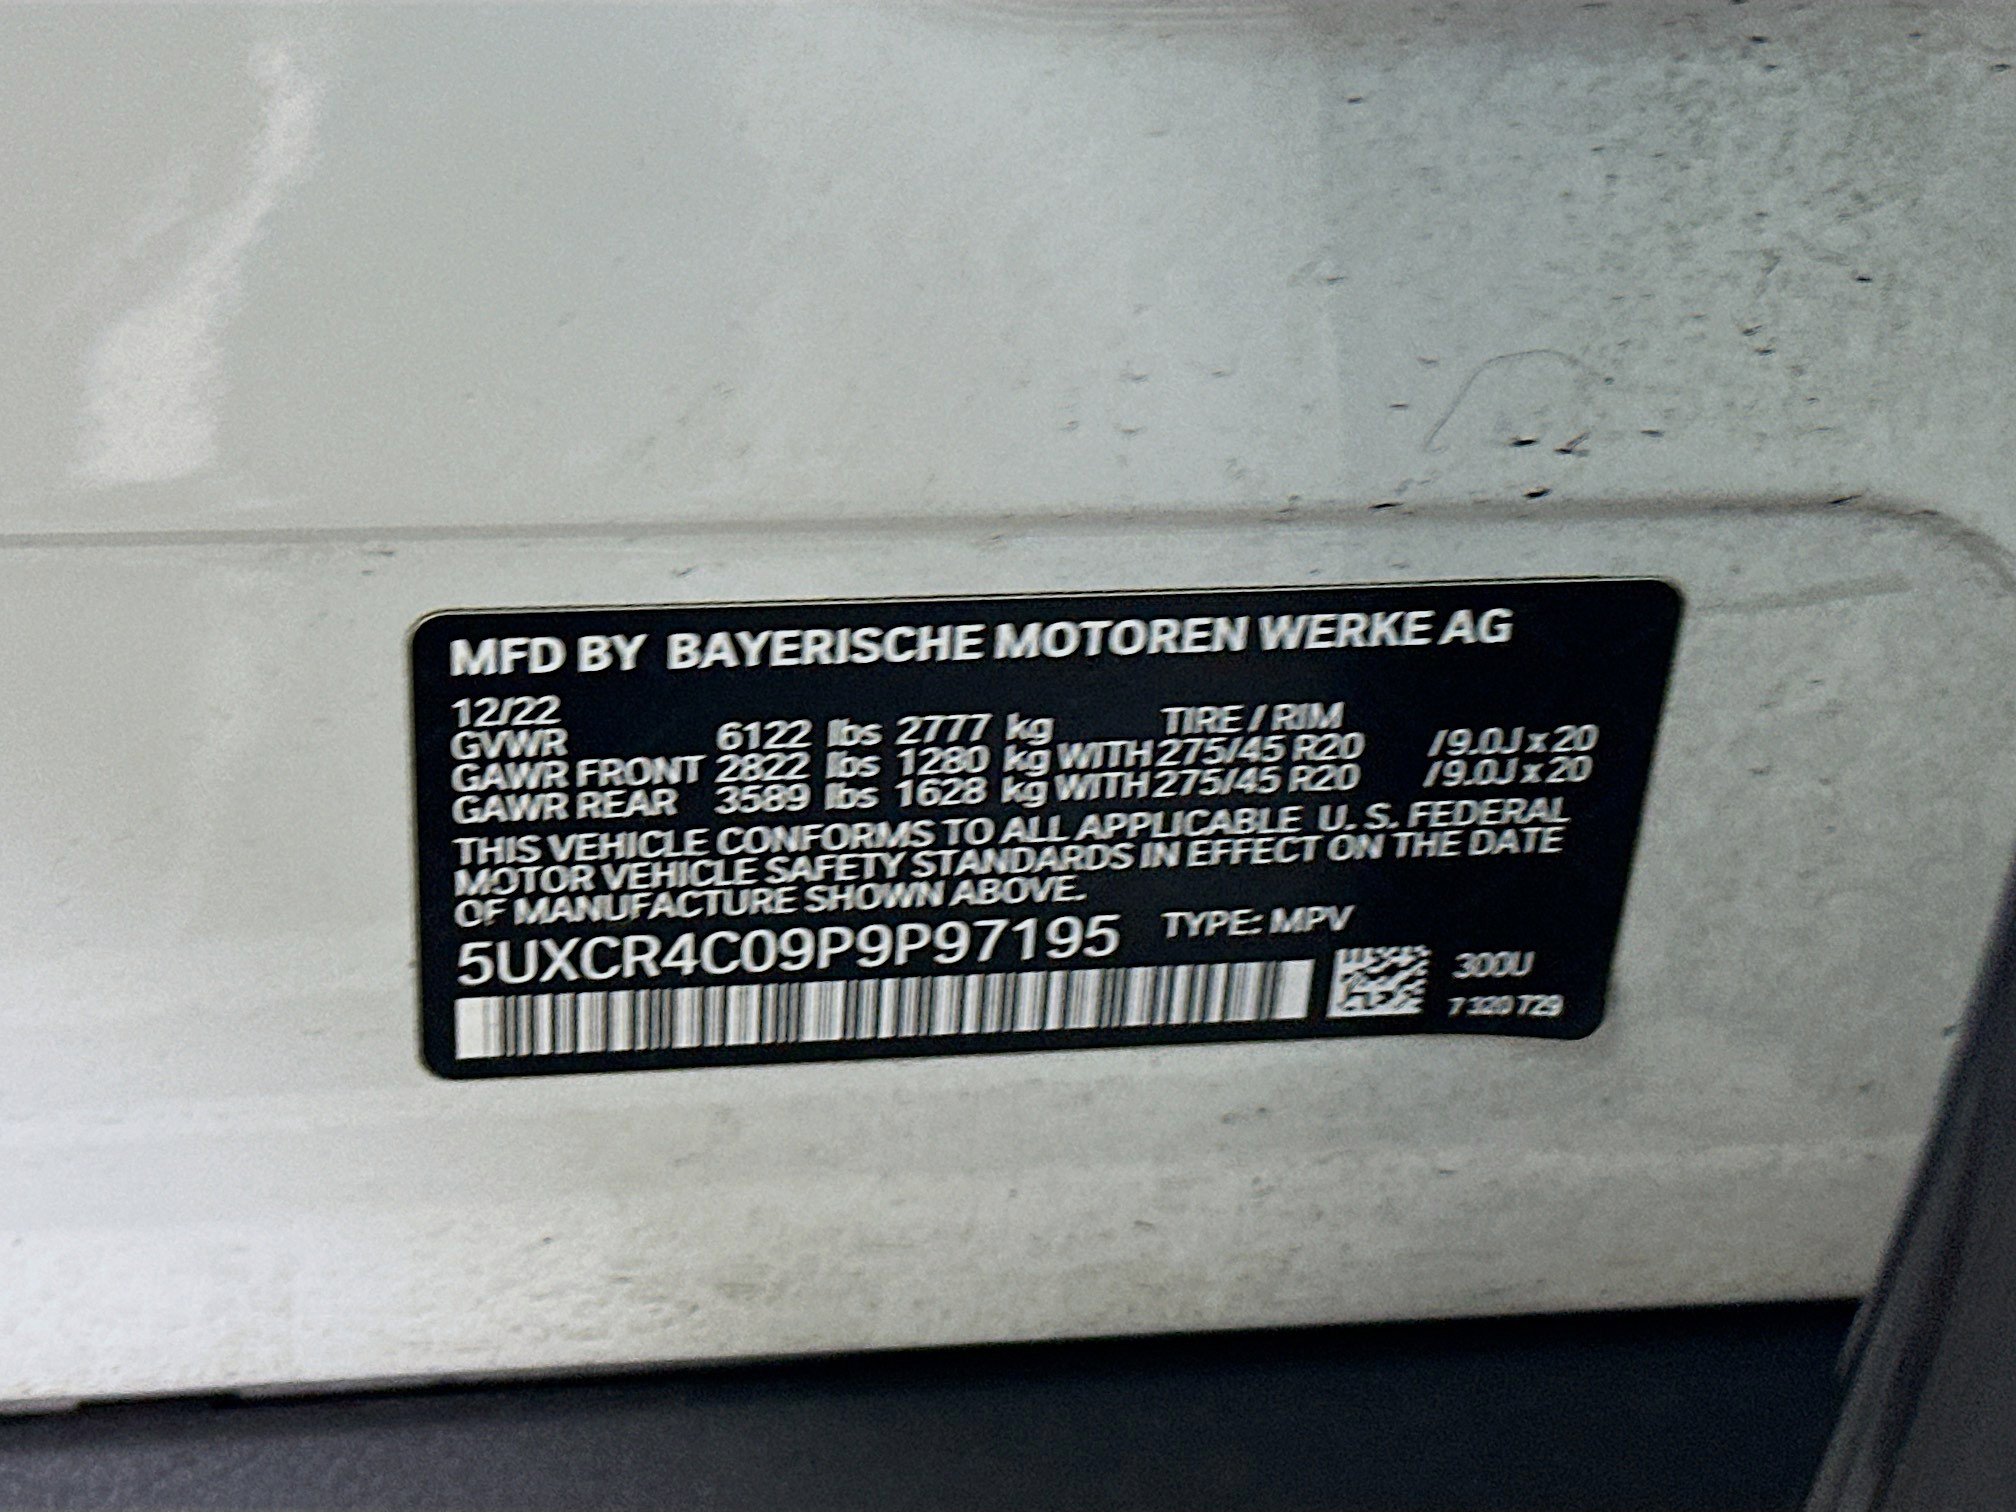 MFD BY BAYERISCHE MOTOREN WERKE AG
12/22 TIRE / RIM
GVWR 6122 lbs 2777 kg
GAWR FRONT 2822 lbs 1280 kg WITH 275/45 R20 /9.0J x 20
GAWR REAR 3589 lbs 1628 kg WITH 275/45 R20 /9.0J x 20
THIS VEHICLE CONFORMS TO ALL APPLICABLE U. S. FEDERAL
MOTOR VEHICLE SAFETY STANDARDS IN EFFECT ON THE DATE
OF MANUFACTURE SHOWN ABOVE.
5UXCR4C09P9P97195 TYPE: MPV
300U
7 320 729